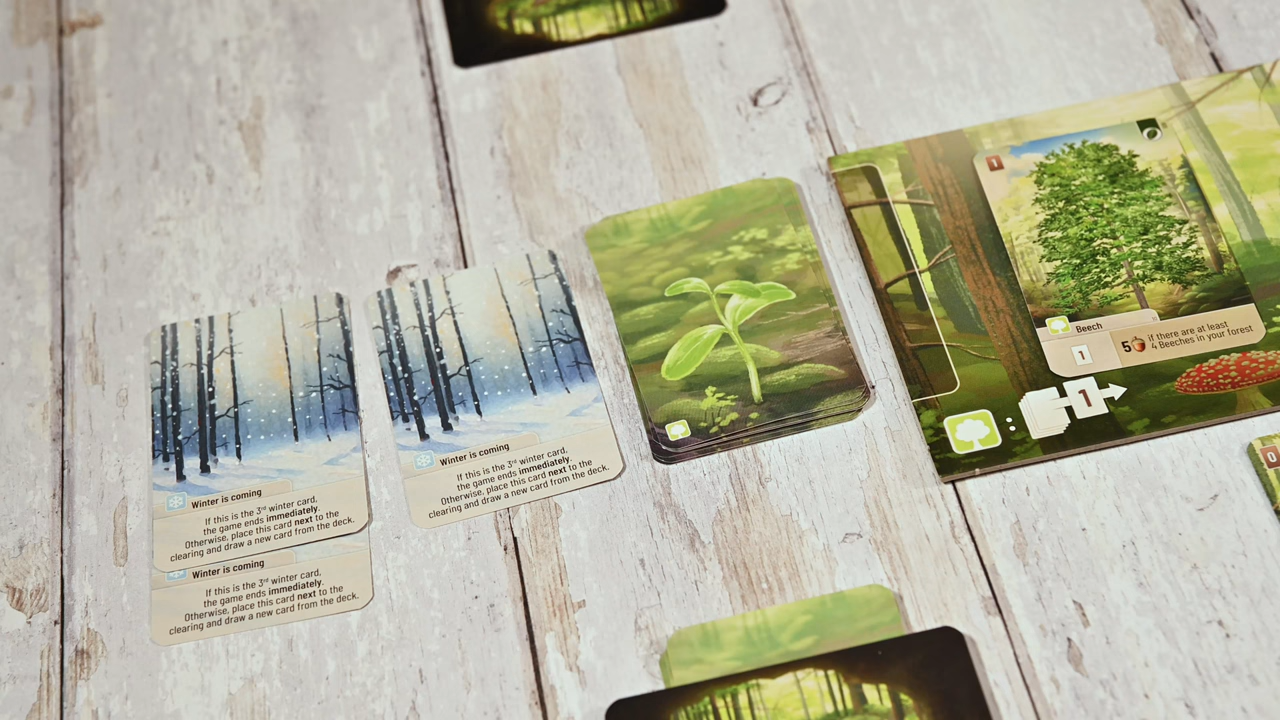 Winter is coming
If this is the 3rd winter card,
the game ends immediately.
Otherwise, place this card next to the
clearing and draw a new card from the deck.
Winter is coming
If this is the 3rd winter card,
the game ends immediately.
Otherwise, place this card next to the
clearing and draw a new card from the deck.
Winter is coming
If this is the 3rd winter card,
the game ends immediately.
Otherwise, place this card next to the
clearing and draw a new card from the deck.
1
Beech
1
5 if there are at least
4 Beeches in your forest
: 1
0